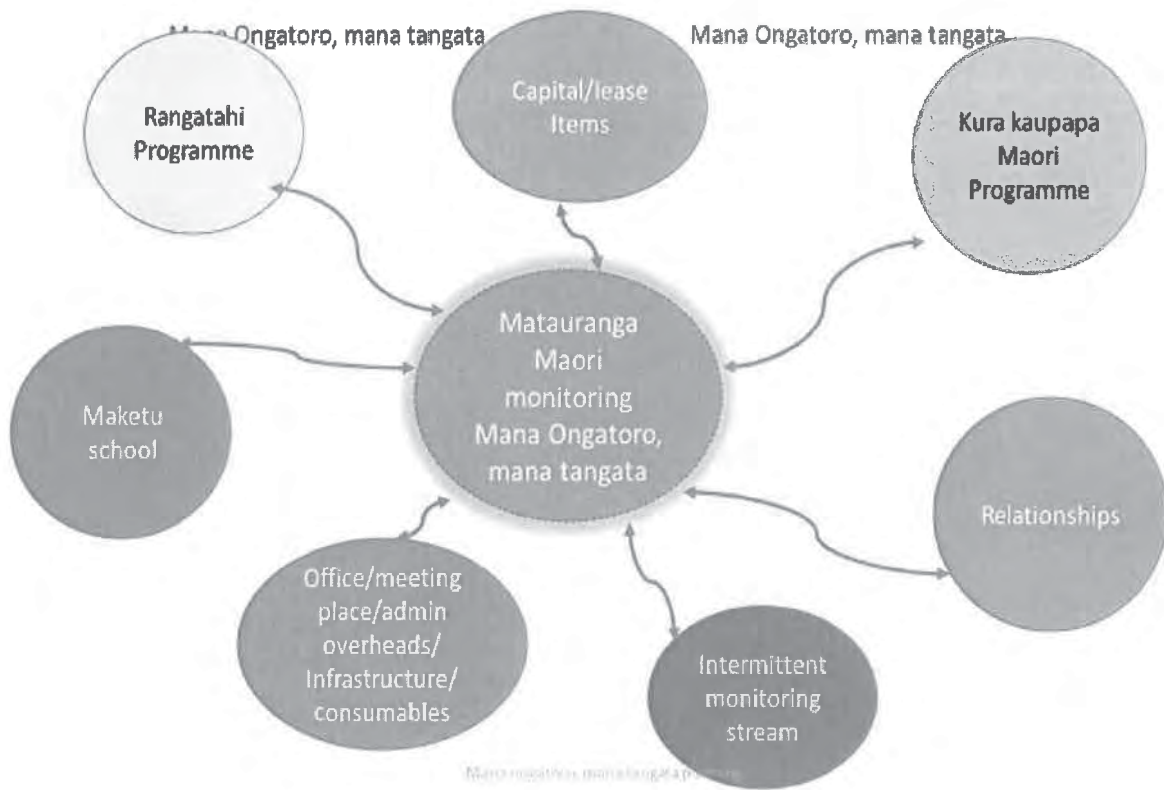 Ongatoro, mana tangata
Mana Ongatoro, mana tangata
Rangatahi
Programme
Capital/lease
Items
Kura kaupapa
Maori
Programme
Matauranga
Maori
monitoring
Mana Ongatoro,
mana tangata
Maketu
school
Relationships
Office/meeting
place/admin
overheads/
Infrastructure/
consumables
Intermittent
monitoring
stream